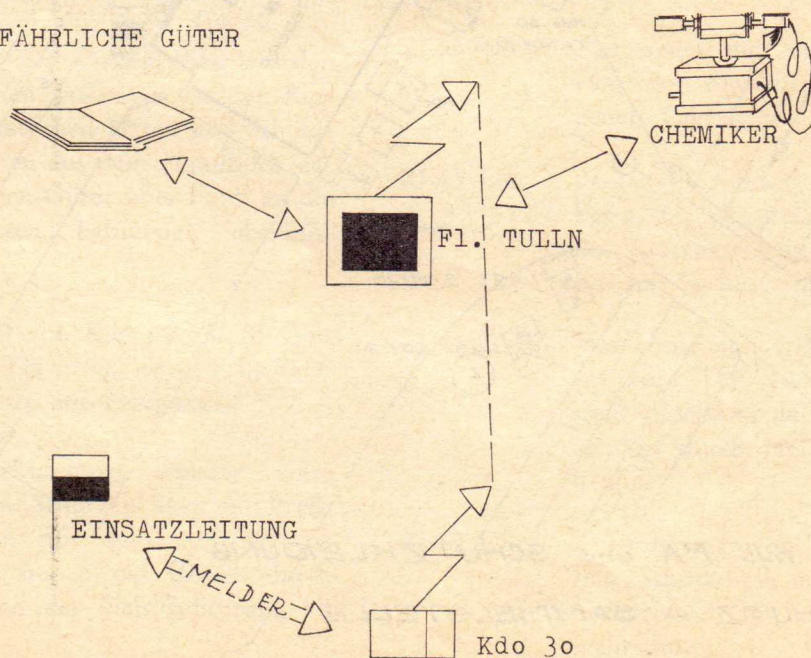 FÄHRLICHE GÜTER
CHEMIKER
Fl. TULLN
EINSATZLEITUNG
MELDER
Kdo 3o